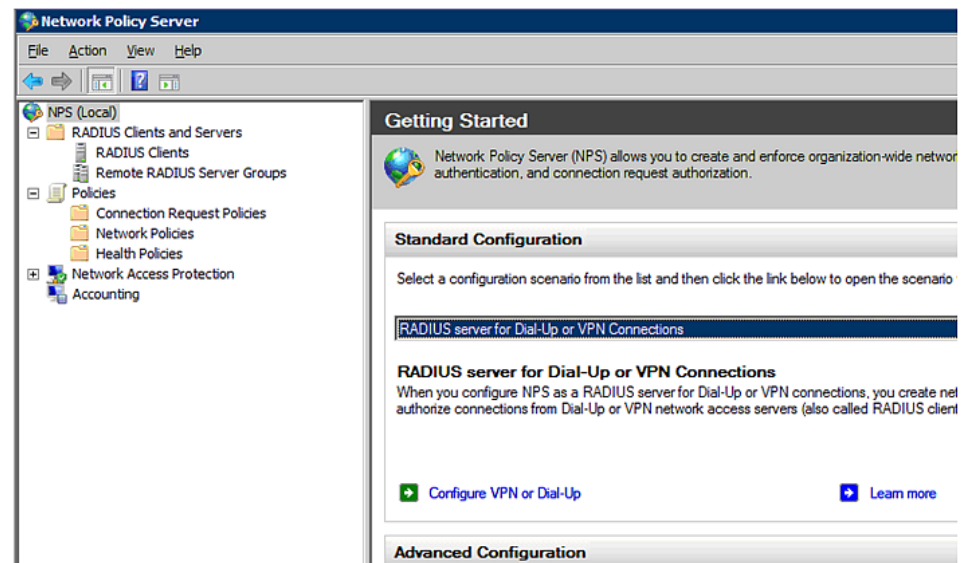 Network Policy Server
File Action View Help
NPS (Local)
RADIUS Clients and Servers
RADIUS Clients
Remote RADIUS Server Groups
Policies
Connection Request Policies
Network Policies
Health Policies
Network Access Protection
Accounting
Getting Started
Network Policy Server (NPS) allows you to create and enforce organization-wide networ
authentication, and connection request authorization.
Standard Configuration
Select a configuration scenario from the list and then click the link below to open the scenario
RADIUS server for Dial-Up or VPN Connections
RADIUS server for Dial-Up or VPN Connections
When you configure NPS as a RADIUS server for Dial-Up or VPN connections, you create net
authorize connections from Dial-Up or VPN network access servers (also called RADIUS client
Configure VPN or Dial-Up Learn more
Advanced Configuration